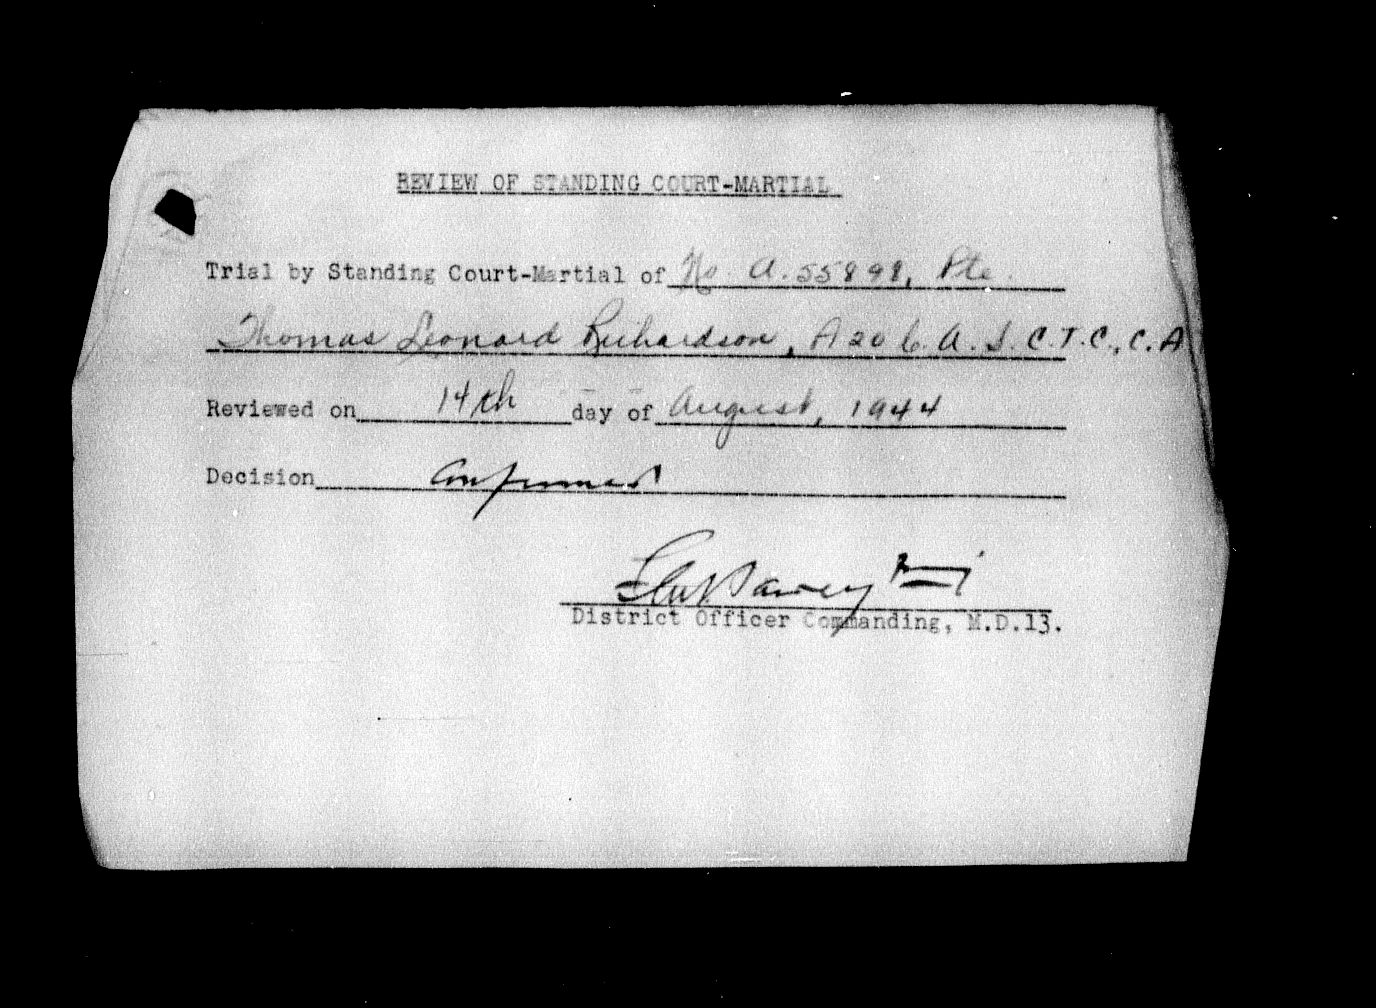 REVIEW OF STANDING COURT-MARTIAL
Trial by Standing Court-Martial of No. A.55898, Pte.
Thomas Leonard Richardson, A20 C.A.S.C.T.C., C.A
Reviewed on 14th day of August, 1944
Decision Confirmed
District Officer Commanding, M.D.13.